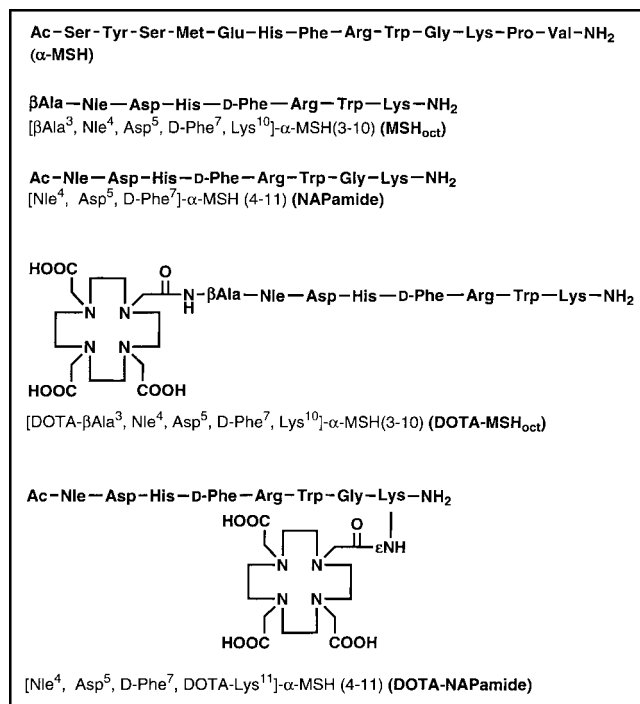 Ac–Ser–Tyr–Ser–Met–Glu–His–Phe–Arg–Trp–Gly–Lys–Pro–Val–NH₂
(α-MSH)
βAla–Nle–Asp–His–D-Phe–Arg–Trp–Lys–NH₂
[βAla³, Nle⁴, Asp⁵, D-Phe⁷, Lys¹⁰]-α-MSH(3-10) (MSHoct)
Ac–Nle–Asp–His–D-Phe–Arg–Trp–Gly–Lys–NH₂
[Nle⁴, Asp⁵, D-Phe⁷]-α-MSH (4-11) (NAPamide)
HOOC O
N βAla–Nle–Asp–His–D-Phe–Arg–Trp–Lys–NH₂
H
N N
N N
HOOC COOH
[DOTA-βAla³, Nle⁴, Asp⁵, D-Phe⁷, Lys¹⁰]-α-MSH(3-10) (DOTA-MSHoct)
Ac–Nle–Asp–His–D-Phe–Arg–Trp–Gly–Lys–NH₂
HOOC O
εNH
N N
N N
HOOC COOH
[Nle⁴, Asp⁵, D-Phe⁷, DOTA-Lys¹¹]-α-MSH (4-11) (DOTA-NAPamide)